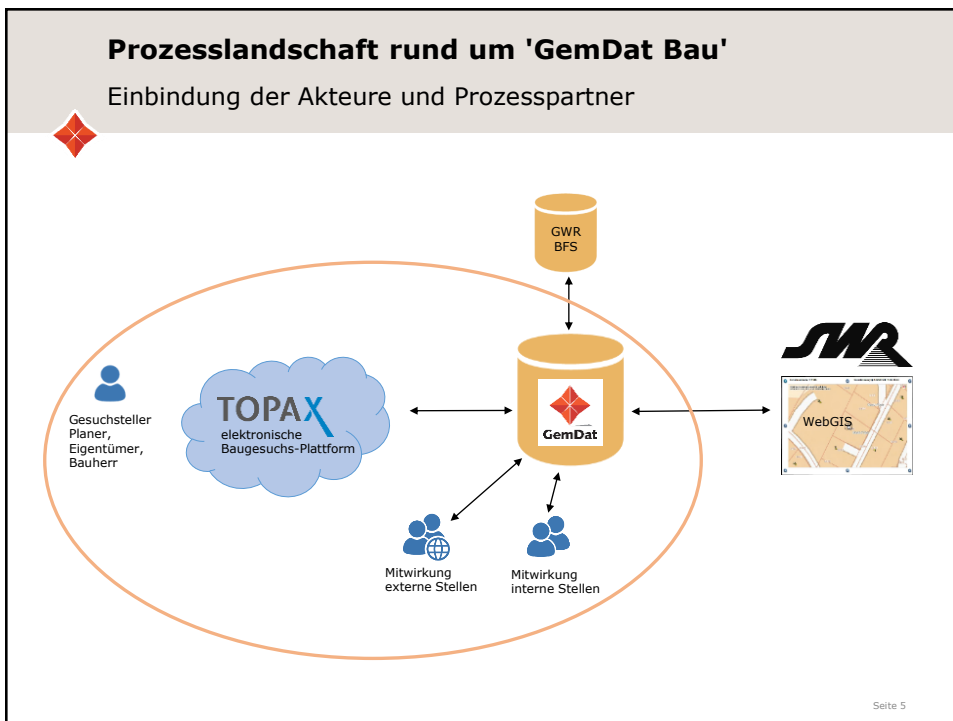 Prozesslandschaft rund um 'GemDat Bau'
Einbindung der Akteure und Prozesspartner
GWR
BFS
SWR
WebGIS
Gesuchsteller
Planer,
Eigentümer,
Bauherr
TOPAX
elektronische
Baugesuchs-Plattform
GemDat
Mitwirkung
externe Stellen
Mitwirkung
interne Stellen
Seite 5